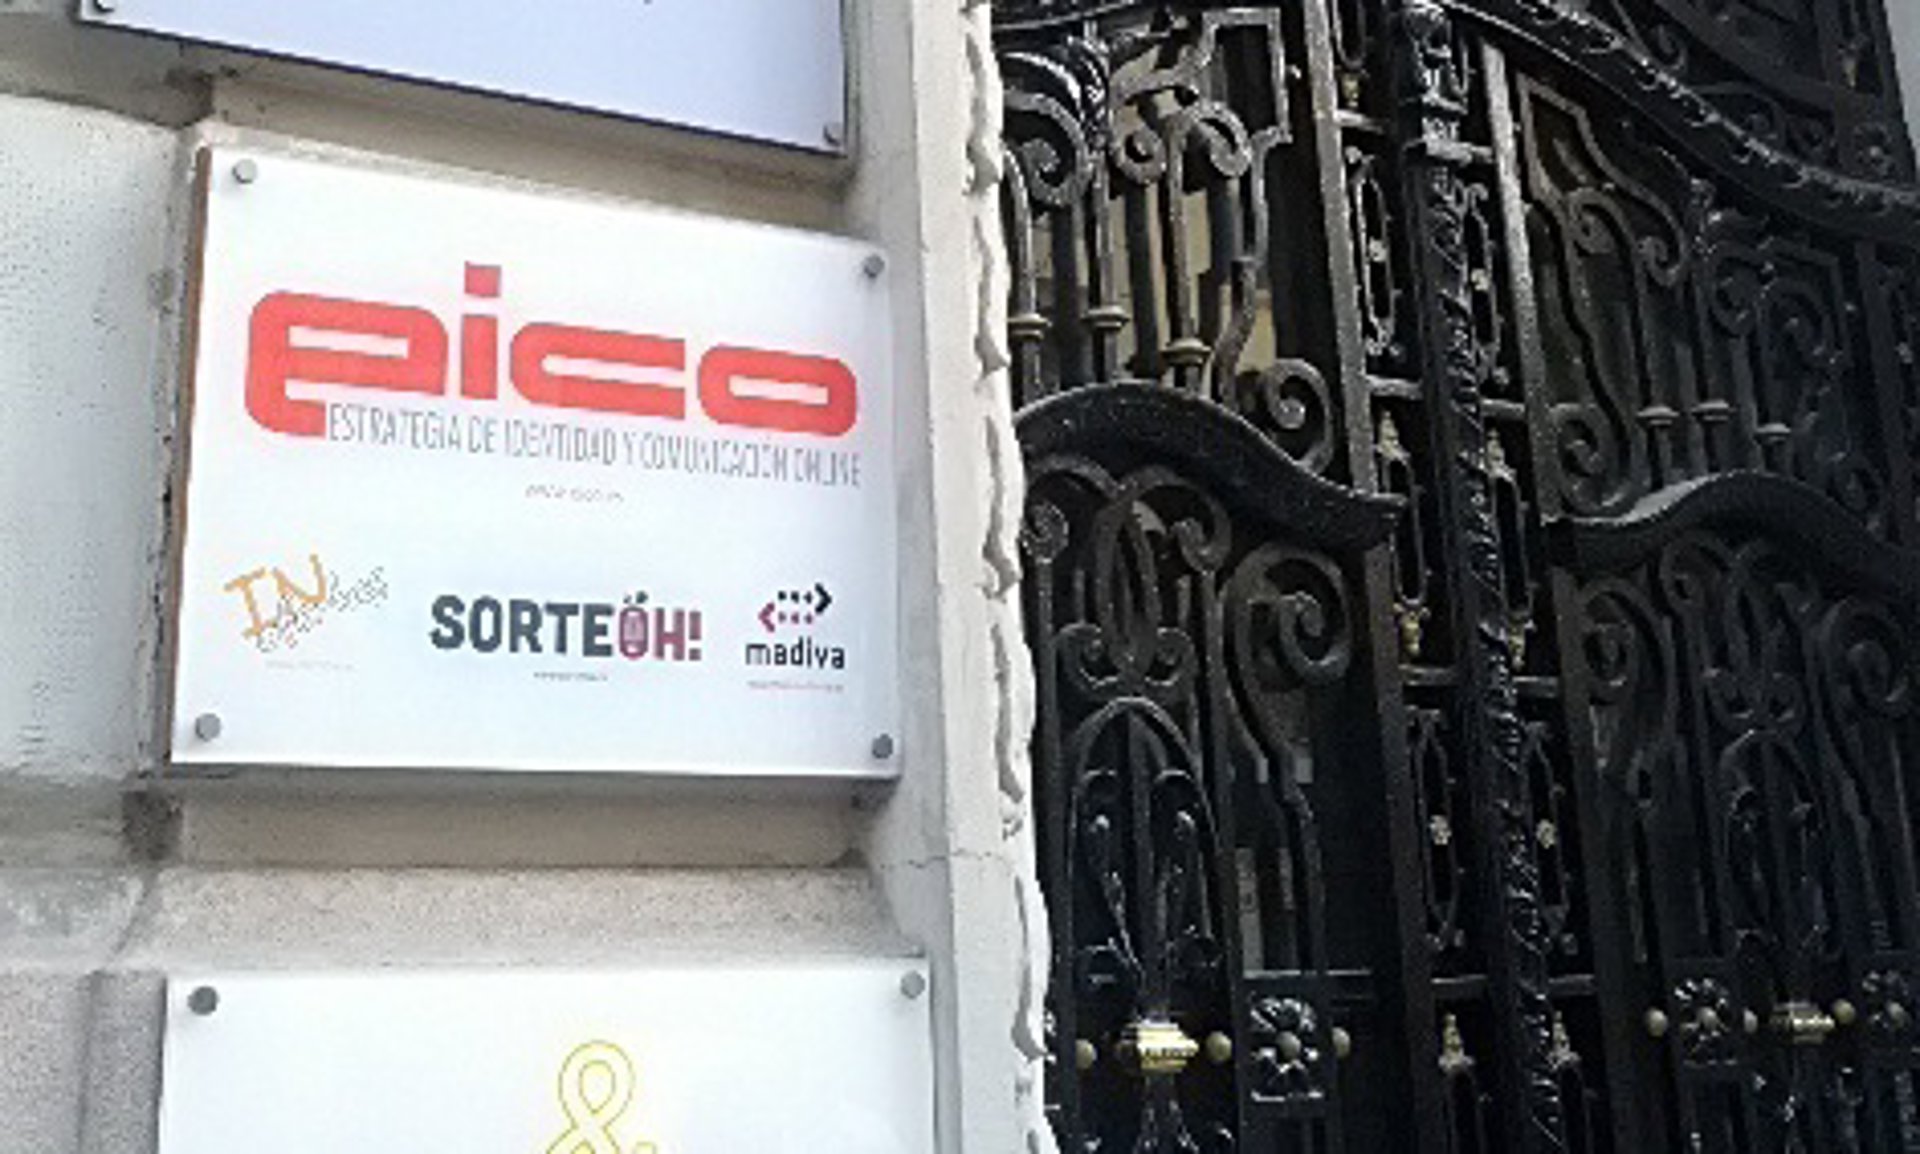 eico
ESTRATEGIA DE IDENTIDAD Y COMUNICACIÓN ONLINE
IN
SORTEOH!
madiva
&